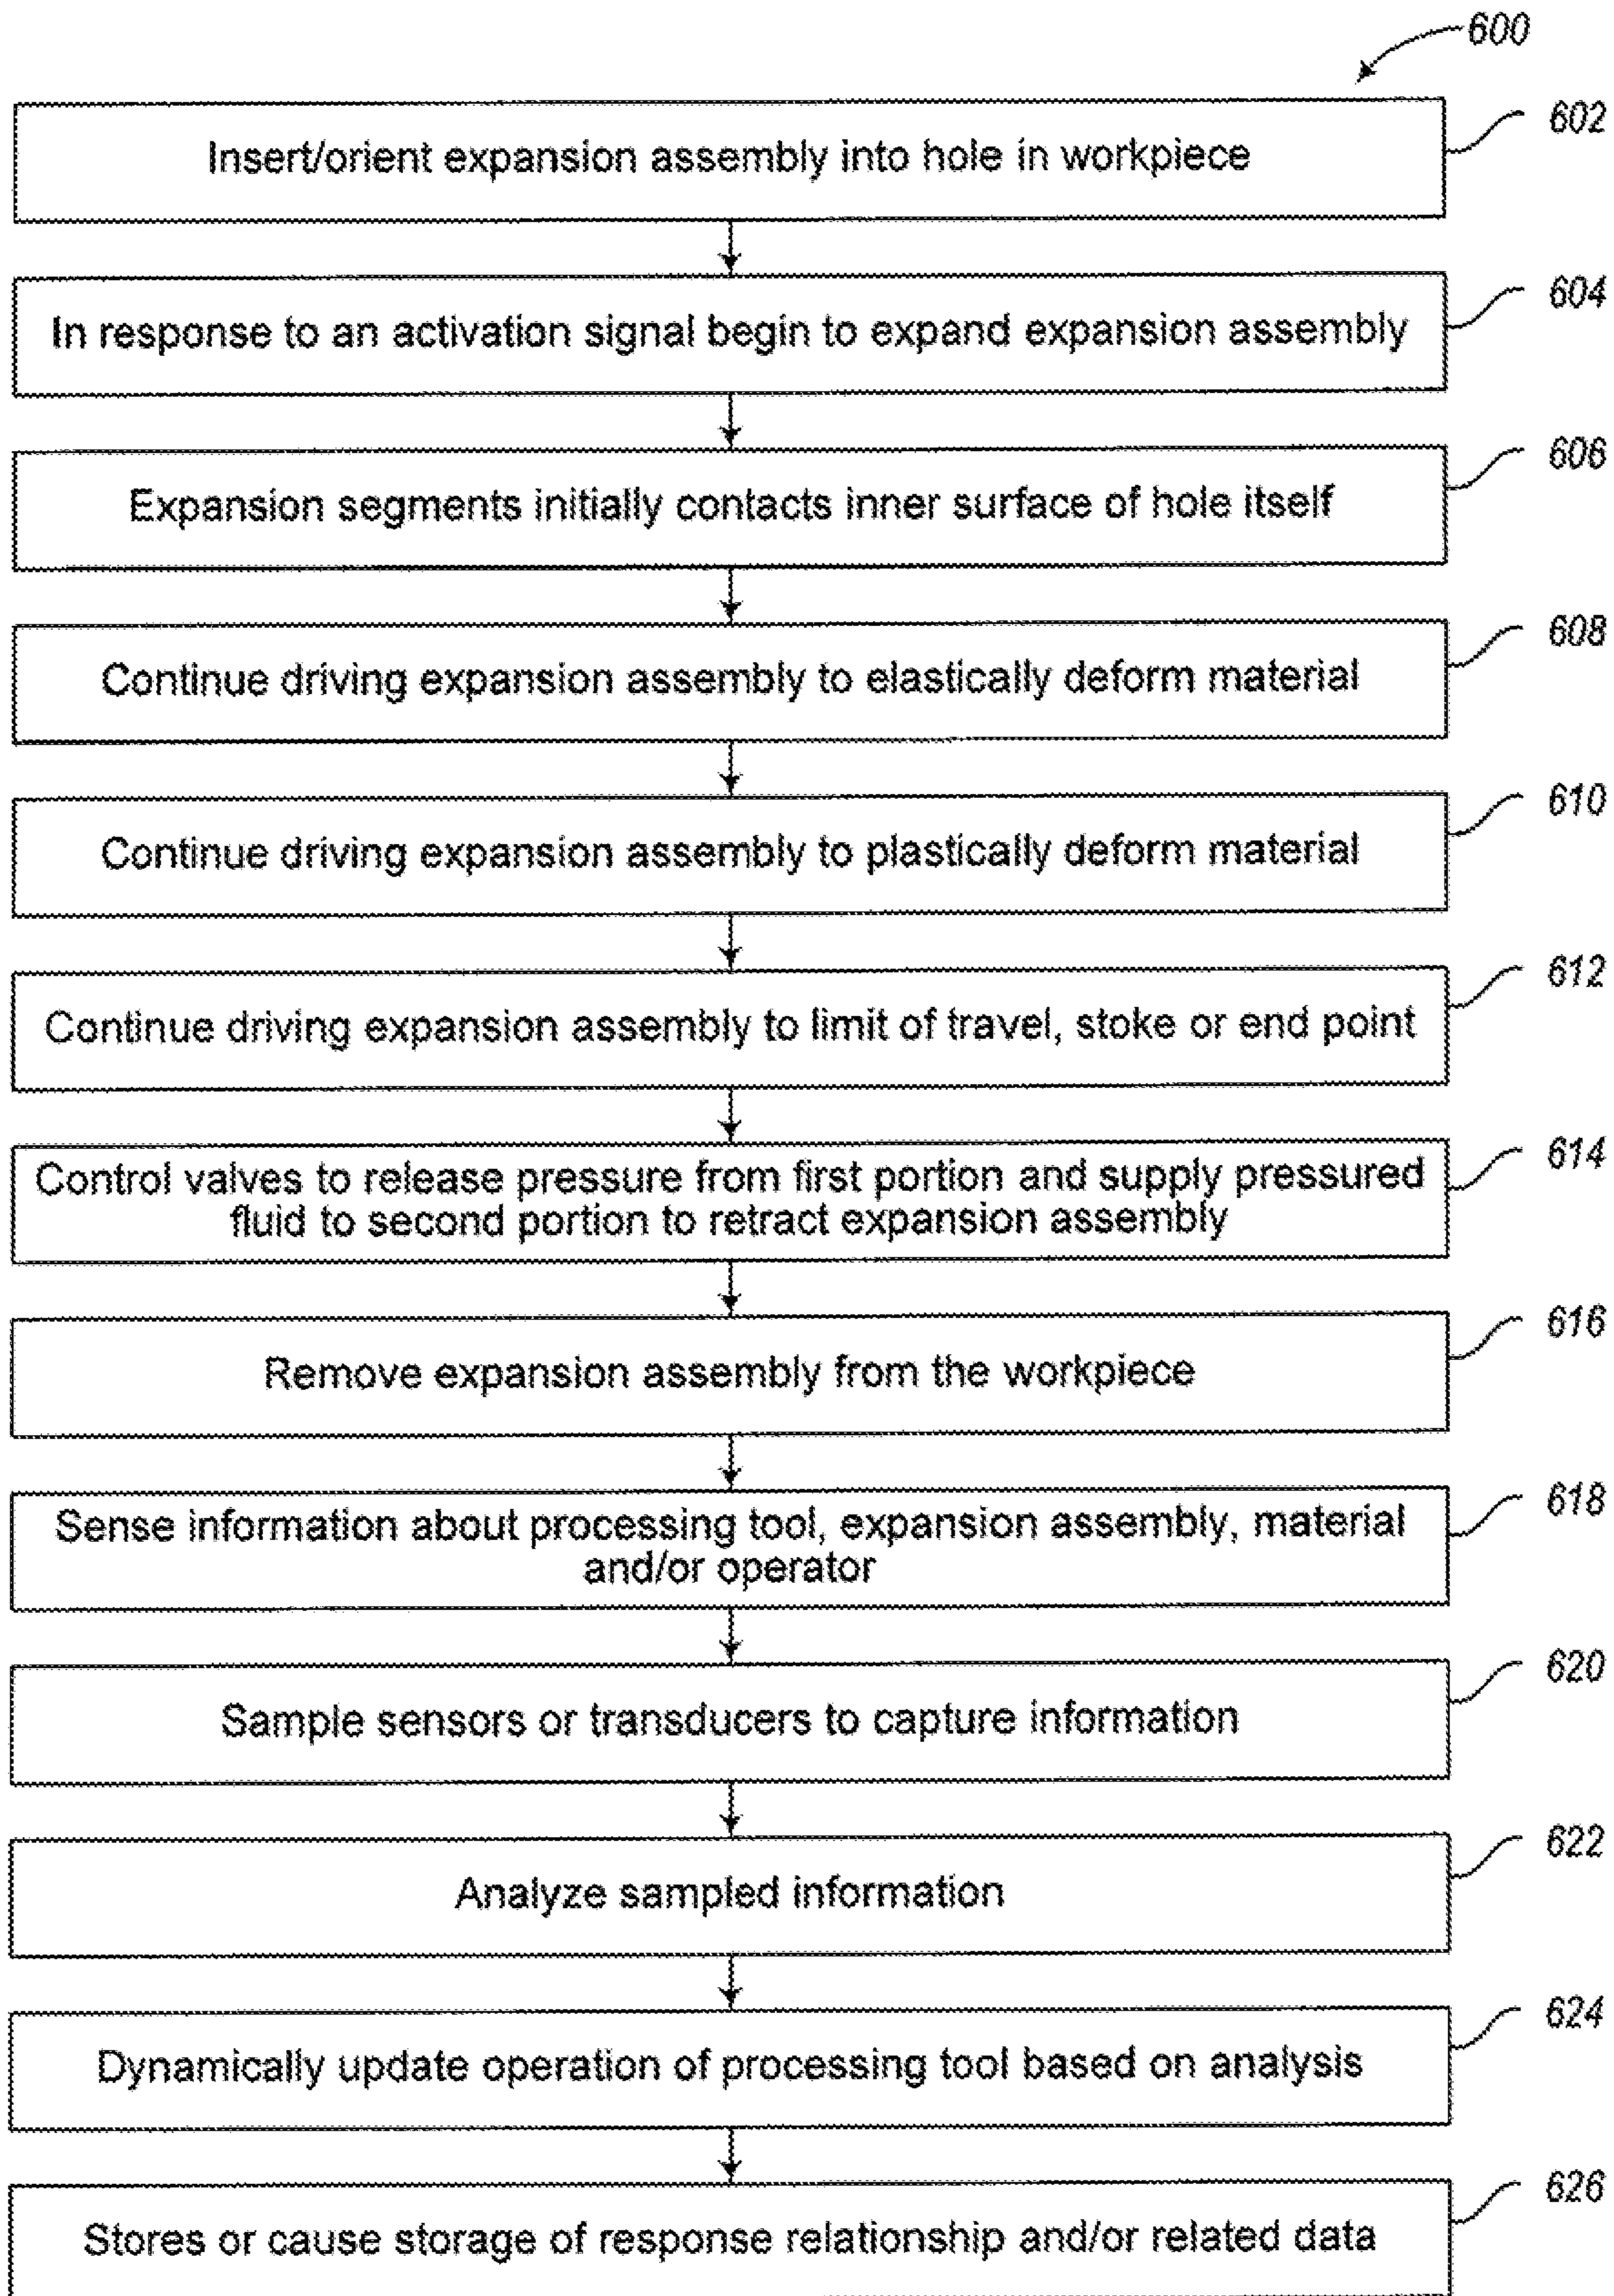 600
602
Insert/orient expansion assembly into hole in workpiece
604
In response to an activation signal begin to expand expansion assembly
606
Expansion segments initially contacts inner surface of hole itself
608
Continue driving expansion assembly to elastically deform material
610
Continue driving expansion assembly to plastically deform material
612
Continue driving expansion assembly to limit of travel, stoke or end point
614
Control valves to release pressure from first portion and supply pressured
fluid to second portion to retract expansion assembly
616
Remove expansion assembly from the workpiece
618
Sense information about processing tool, expansion assembly, material
and/or operator
620
Sample sensors or transducers to capture information
622
Analyze sampled information
624
Dynamically update operation of processing tool based on analysis
626
Stores or cause storage of response relationship and/or related data